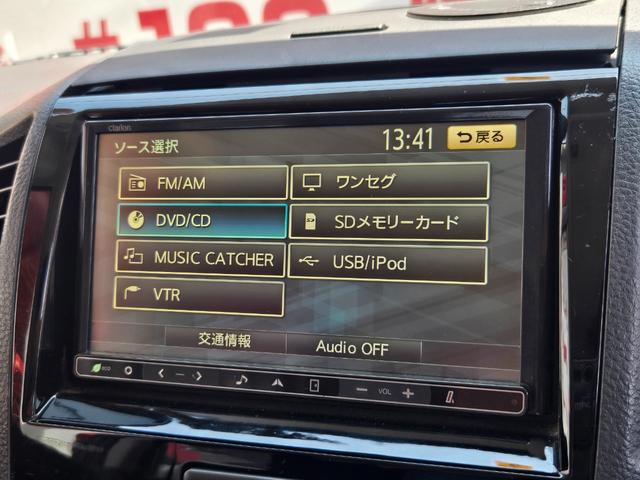 clarion
ソース選択
13:41
戻る
FM/AM
ワンセグ
DVD/CD
SDメモリーカード
MUSIC CATCHER
USB/iPod
VTR
交通情報
Audio OFF
eco
VOL